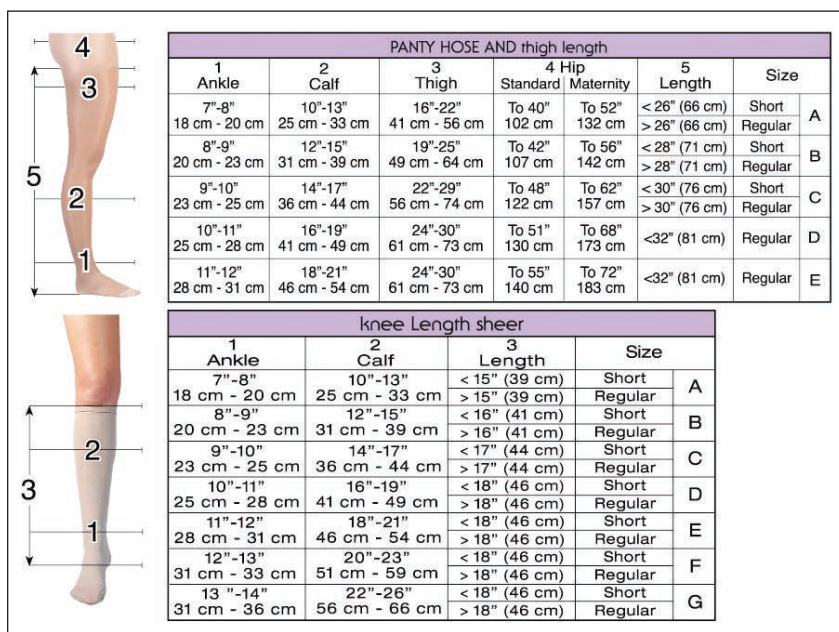 4
3
5
2
1
PANTY HOSE AND thigh length
1 2 3 4 Hip 5 Size
Ankle Calf Thigh Standard Maternity Length
7"-8" 10"-13" 16"-22" To 40" To 52" < 26" (66 cm) Short A
18 cm - 20 cm 25 cm - 33 cm 41 cm - 56 cm 102 cm 132 cm > 26" (66 cm) Regular
8"-9" 12"-15" 19"-25" To 42" To 56" < 28" (71 cm) Short B
20 cm - 23 cm 31 cm - 39 cm 49 cm - 64 cm 107 cm 142 cm > 28" (71 cm) Regular
9"-10" 14"-17" 22"-29" To 48" To 62" < 30" (76 cm) Short C
23 cm - 25 cm 36 cm - 44 cm 56 cm - 74 cm 122 cm 157 cm > 30" (76 cm) Regular
10"-11" 16"-19" 24"-30" To 51" To 68" <32" (81 cm) Regular D
25 cm - 28 cm 41 cm - 49 cm 61 cm - 73 cm 130 cm 173 cm
11"-12" 18"-21" 24"-30" To 55" To 72" <32" (81 cm) Regular E
28 cm - 31 cm 46 cm - 54 cm 61 cm - 73 cm 140 cm 183 cm
2
3
1
knee Length sheer
1 2 3 Size
Ankle Calf Length
7"-8" 10"-13" < 15" (39 cm) Short A
18 cm - 20 cm 25 cm - 33 cm > 15" (39 cm) Regular
8"-9" 12"-15" < 16" (41 cm) Short B
20 cm - 23 cm 31 cm - 39 cm > 16" (41 cm) Regular
9"-10" 14"-17" < 17" (44 cm) Short C
23 cm - 25 cm 36 cm - 44 cm > 17" (44 cm) Regular
10"-11" 16"-19" < 18" (46 cm) Short D
25 cm - 28 cm 41 cm - 49 cm > 18" (46 cm) Regular
11"-12" 18"-21" < 18" (46 cm) Short E
28 cm - 31 cm 46 cm - 54 cm > 18" (46 cm) Regular
12"-13" 20"-23" < 18" (46 cm) Short F
31 cm - 33 cm 51 cm - 59 cm > 18" (46 cm) Regular
13 "-14" 22"-26" < 18" (46 cm) Short G
31 cm - 36 cm 56 cm - 66 cm > 18" (46 cm) Regular